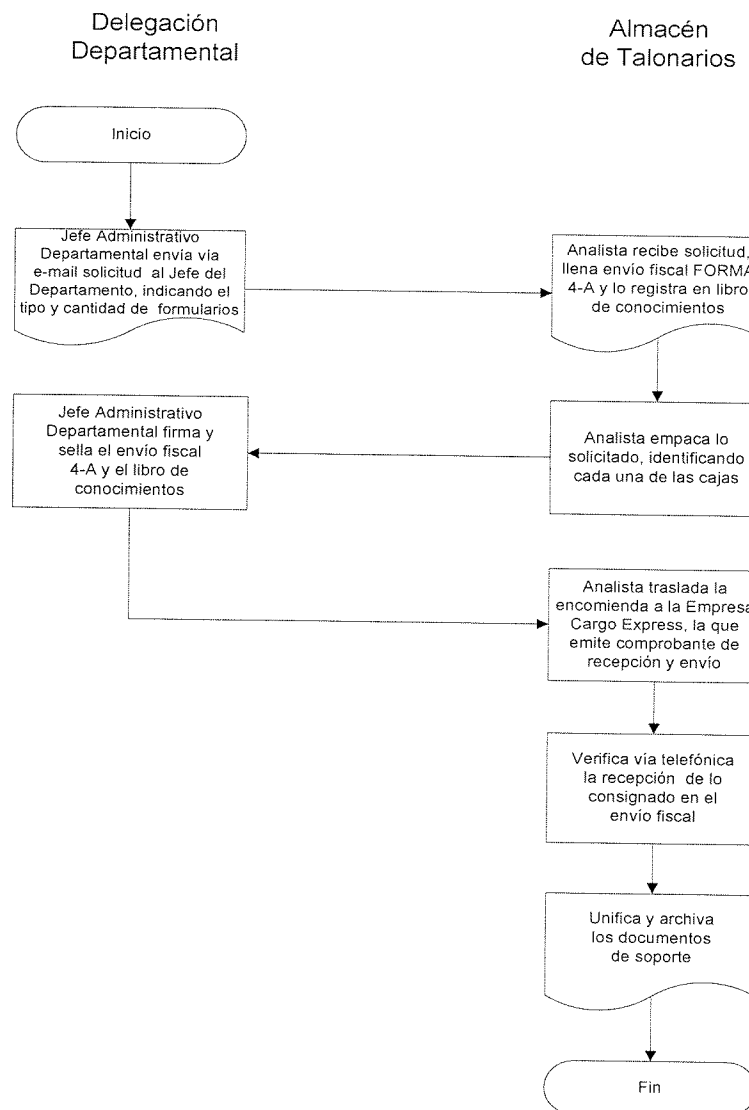 Delegación
Departamental
Almacén
de Talonarios
Inicio
Jefe Administrativo
Departamental envía vía
e-mail solicitud al Jefe del
Departamento, indicando el
tipo y cantidad de formularios
Analista recibe solicitud,
llena envío fiscal FORMA
4-A y lo registra en libro
de conocimientos
Analista empaca lo
solicitado, identificando
cada una de las cajas
Jefe Administrativo
Departamental firma y
sella el envío fiscal
4-A y el libro de
conocimientos
Analista traslada la
encomienda a la Empresa
Cargo Express, la que
emite comprobante de
recepción y envío
Verifica vía telefónica
la recepción de lo
consignado en el
envío fiscal
Unifica y archiva
los documentos
de soporte
Fin